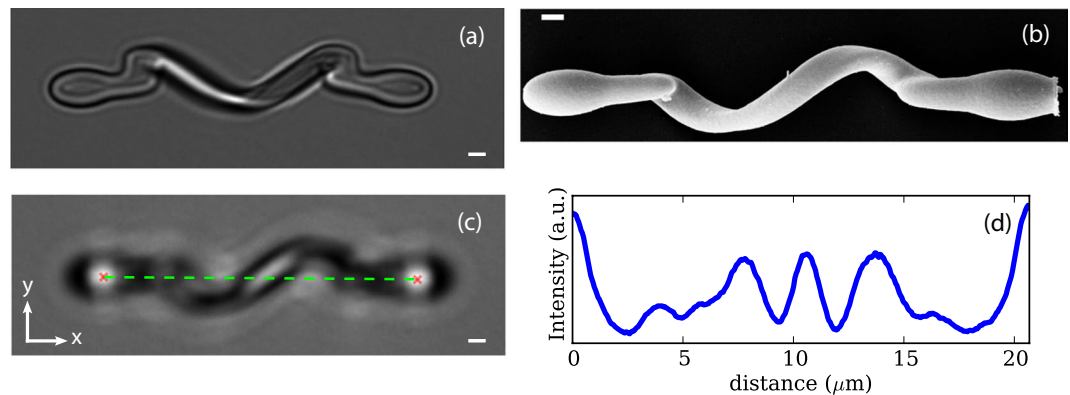 (a)
(b)
(c)
y
x
(d)
Intensity (a.u.)
0 5 10 15 20
distance (μm)